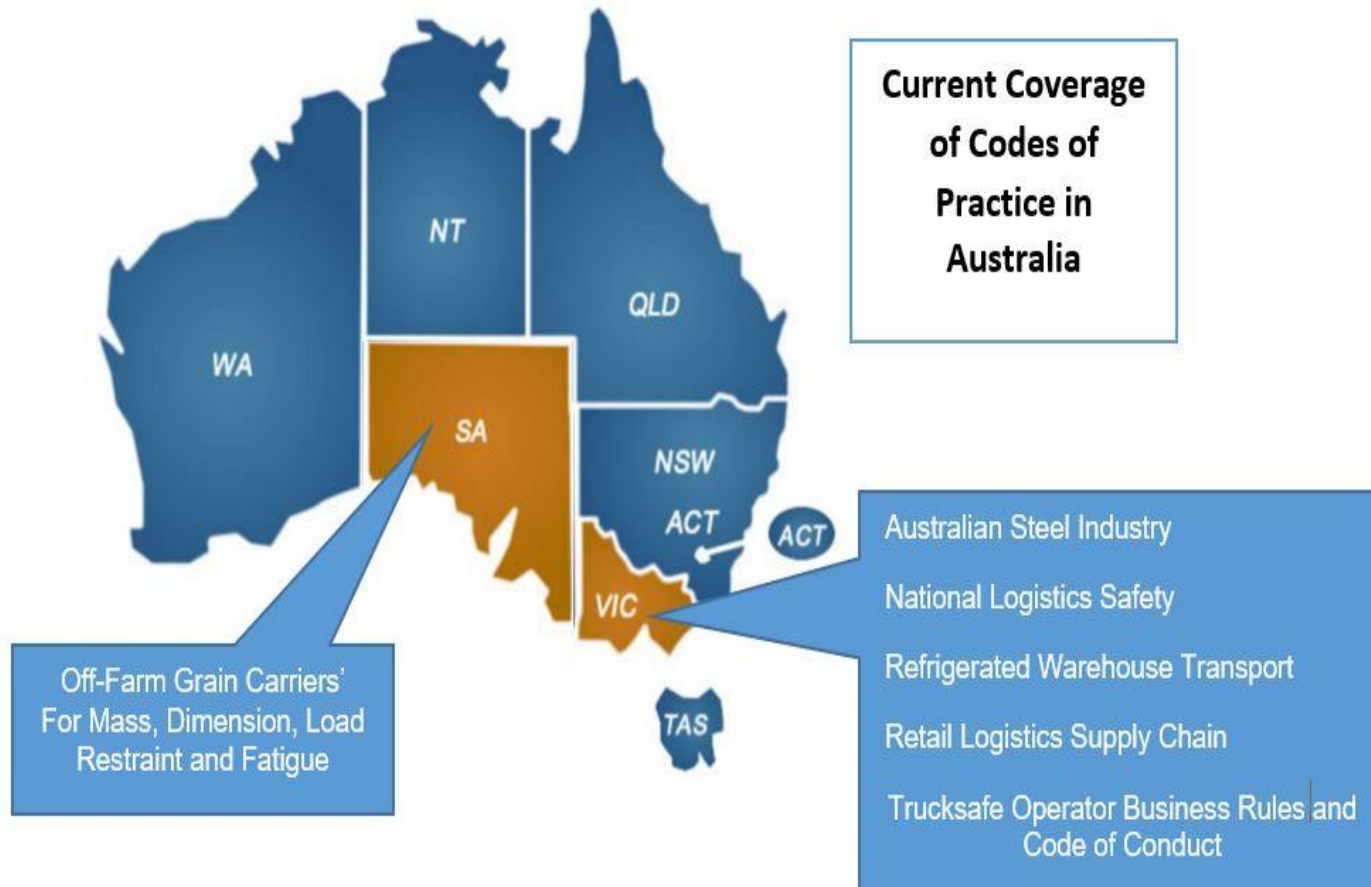 Current Coverage
of Codes of
Practice in
Australia
NT
QLD
WA
SA
NSW
ACT
ACT
VIC
TAS
Off-Farm Grain Carriers’
For Mass, Dimension, Load
Restraint and Fatigue
Australian Steel Industry
National Logistics Safety
Refrigerated Warehouse Transport
Retail Logistics Supply Chain
Trucksafe Operator Business Rules and
Code of Conduct